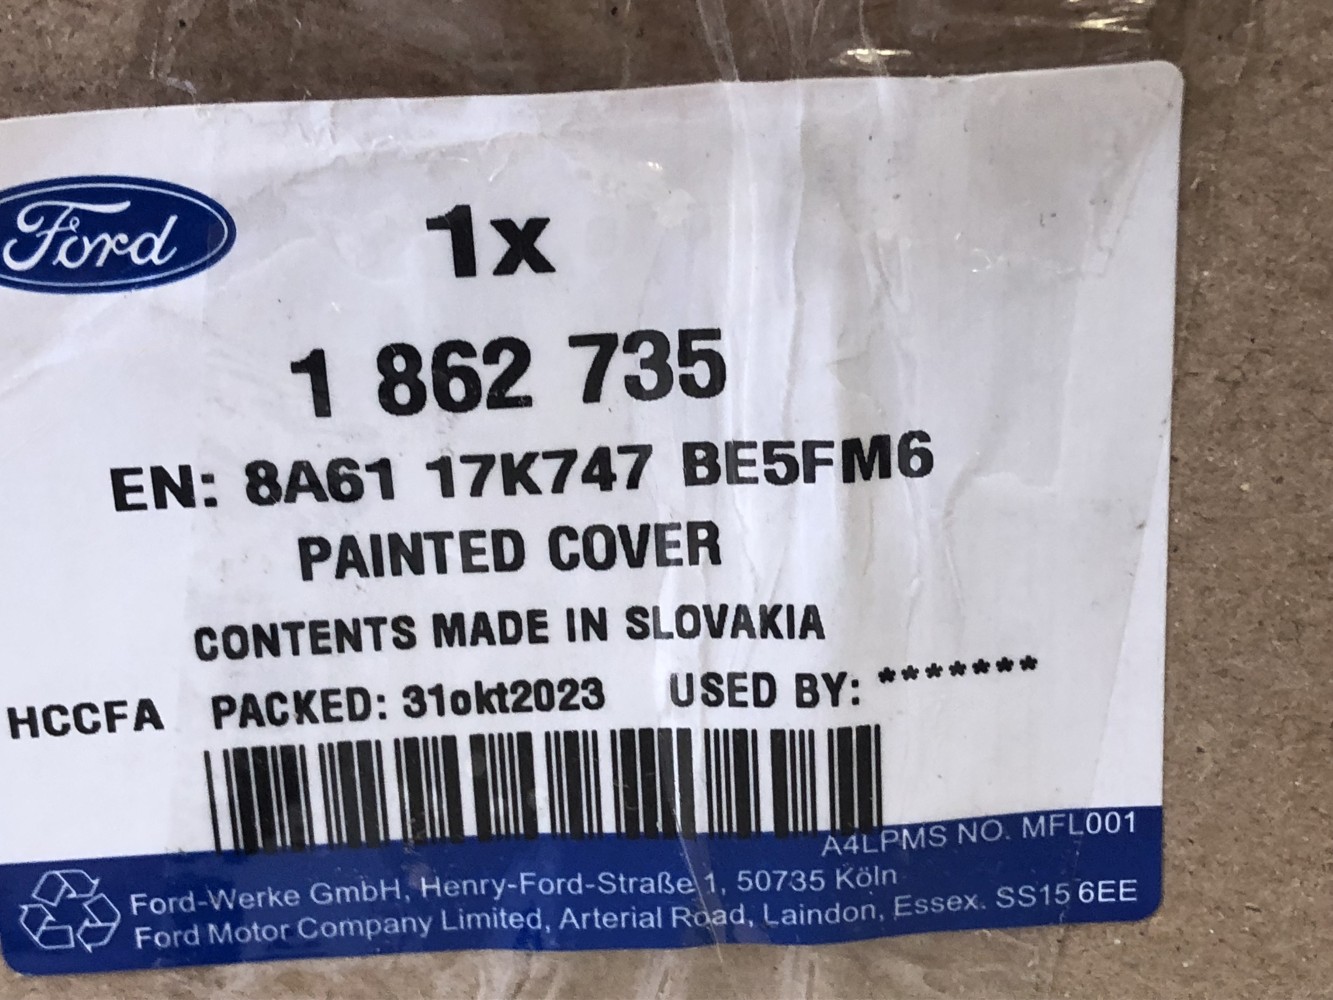 Ford
1x
1 862 735
EN: 8A61 17K747 BE5FM6
PAINTED COVER
CONTENTS MADE IN SLOVAKIA
HCCFA PACKED: 31okt2023 USED BY: *******
A4LPMS NO. MFL001
Ford-Werke GmbH, Henry-Ford-Straße 1, 50735 Köln
Ford Motor Company Limited, Arterial Road, Laindon, Essex. SS15 6EE